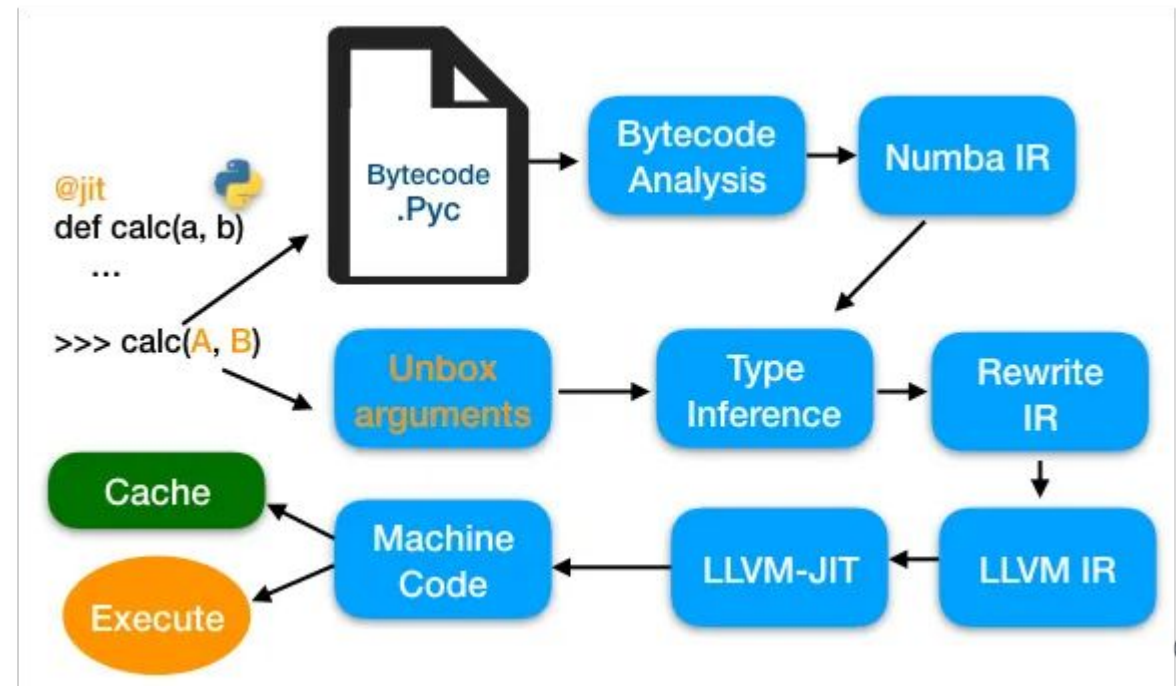 @jit
def calc(a, b)
...
>>> calc(A, B)
Bytecode
.Pyc
Bytecode
Analysis
Numba IR
Unbox
arguments
Type
Inference
Rewrite
IR
LLVM IR
LLVM-JIT
Machine
Code
Cache
Execute